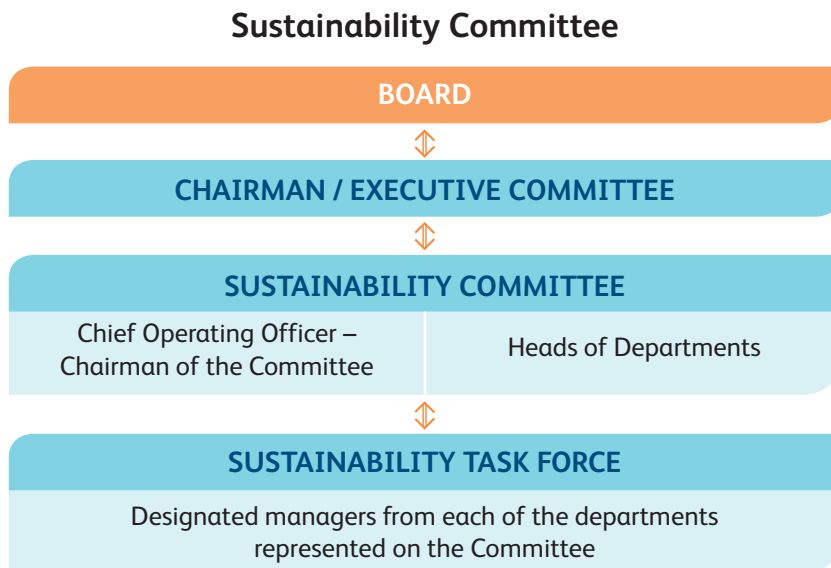 Sustainability Committee
BOARD
CHAIRMAN / EXECUTIVE COMMITTEE
SUSTAINABILITY COMMITTEE
Chief Operating Officer –
Chairman of the Committee
Heads of Departments
SUSTAINABILITY TASK FORCE
Designated managers from each of the departments
represented on the Committee